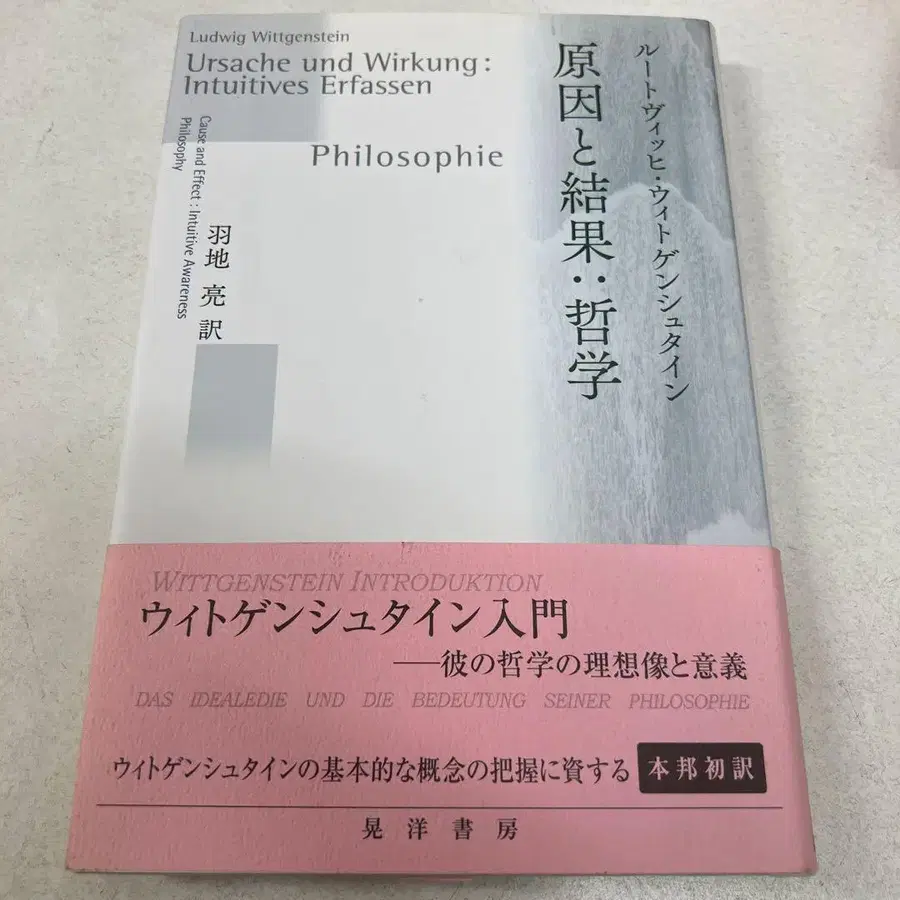 Ludwig Wittgenstein
Ursache und Wirkung:
Intuitives Erfassen
Philosophie
Cause and Effect : Intuitive Awareness
Philosophy
ルートヴィッヒ・ウィトゲンシュタイン
原因と結果：哲学
羽地 亮 訳
WITTGENSTEIN INTRODUKTION
ウィトゲンシュタイン入門
──彼の哲学の理想像と意義
DAS IDEALEDIE UND DIE BEDEUTUNG SEINER PHILOSOPHIE
ウィトゲンシュタインの基本的な概念の把握に資する 本邦初訳
晃洋書房